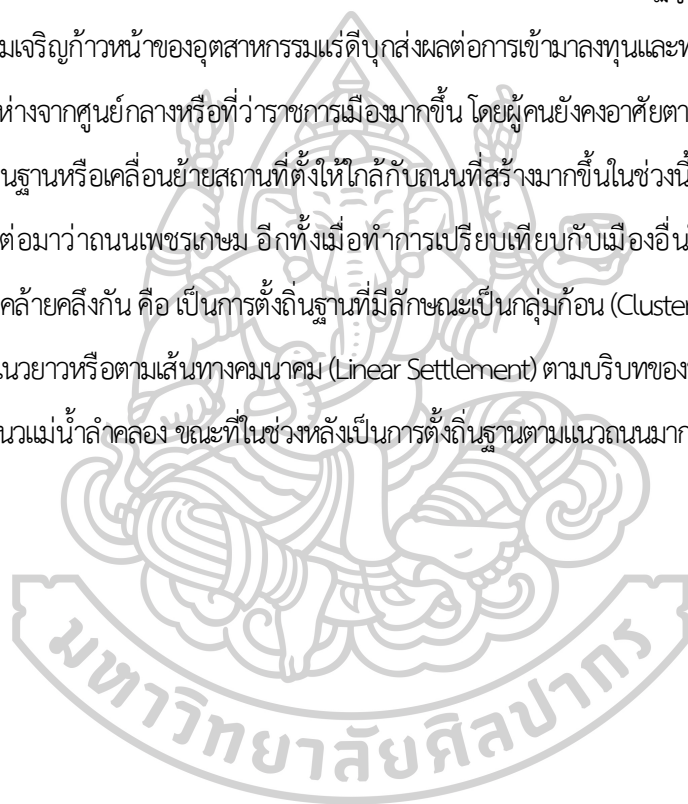 มเจริญก้าวหน้าของอุตสาหกรรมแร่ดีบุกส่งผลต่อการเข้ามาลงทุนและ
ห่างจากศูนย์กลางหรือที่ว่าราชการเมืองมากขึ้น โดยผู้คนยังคงอาศัยตา
นฐานหรือเคลื่อนย้ายสถานที่ตั้งให้ใกล้กับถนนที่สร้างมากขึ้นในช่วงนี้
ต่อมาว่าถนนเพชรเกษม อีกทั้งเมื่อทำการเปรียบเทียบกับเมืองอื่น
คล้ายคลึงกัน คือ เป็นการตั้งถิ่นฐานที่มีลักษณะเป็นกลุ่มก้อน (Cluster
นวยาวหรือตามเส้นทางคมนาคม (Linear Settlement) ตามบริบทของ
นวแม่น้ำลำคลอง ขณะที่ในช่วงหลังเป็นการตั้งถิ่นฐานตามแนวถนนมาก
มหาวิทยาลัยศิลปากร